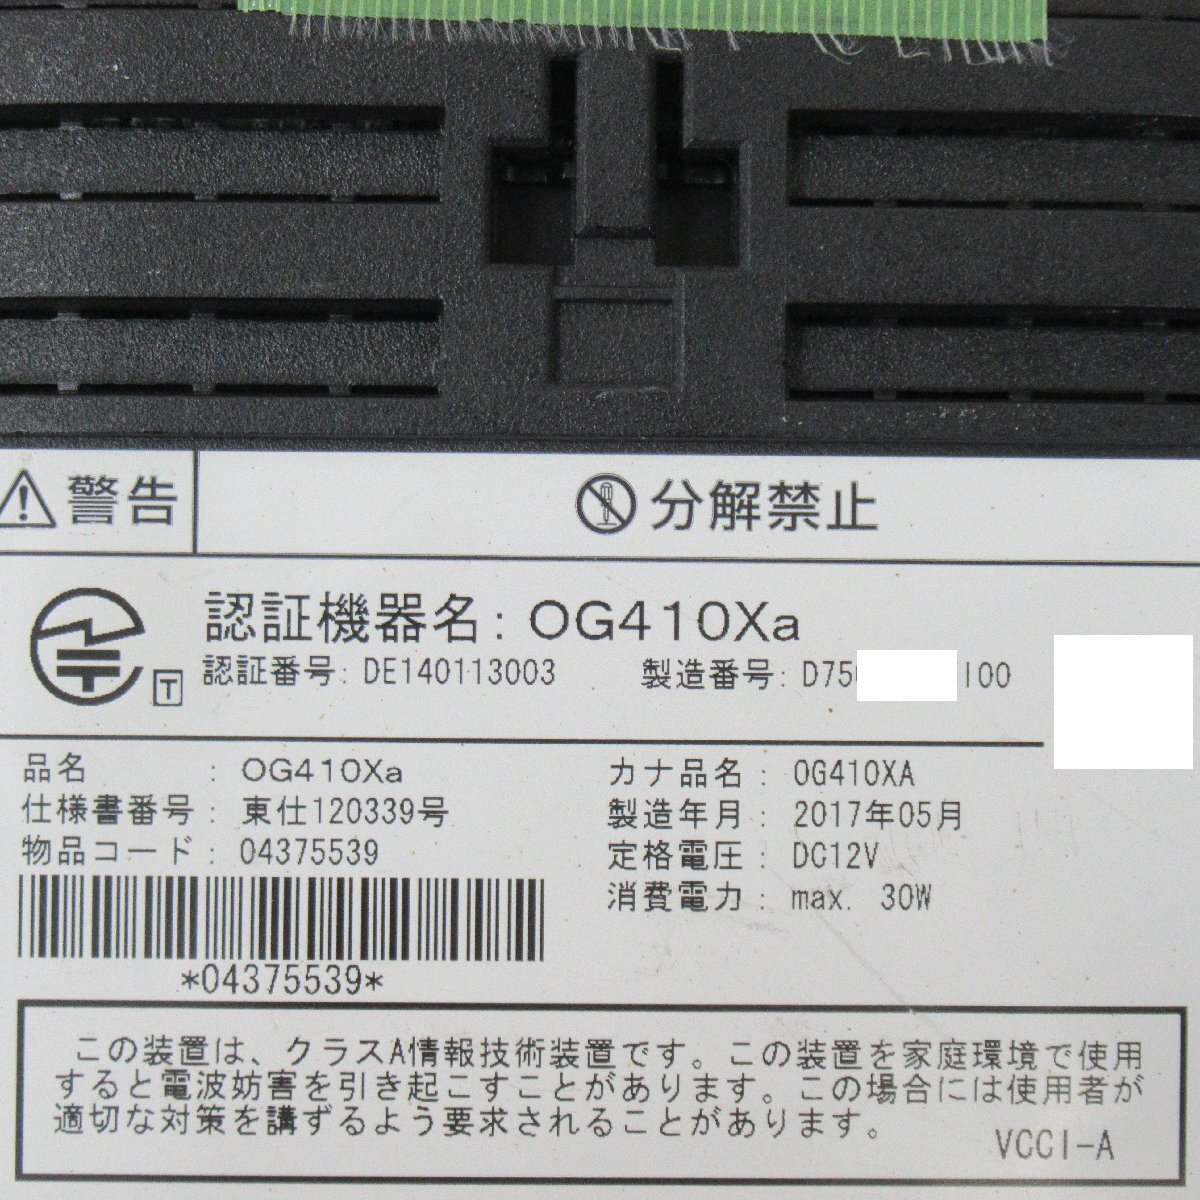 警告
分解禁止
認証機器名: OG410Xa
T
認証番号: DE140113003 製造番号: D75 100
品名 : OG410Xa カナ品名 : OG410XA
仕様書番号 : 東仕120339号 製造年月 : 2017年05月
物品コード : 04375539 定格電圧 : DC12V
消費電力 : max. 30W
*04375539*
この装置は、クラスA情報技術装置です。この装置を家庭環境で使用
すると電波妨害を引き起こすことがあります。この場合には使用者が
適切な対策を講ずるよう要求されることがあります。
VCCI-A